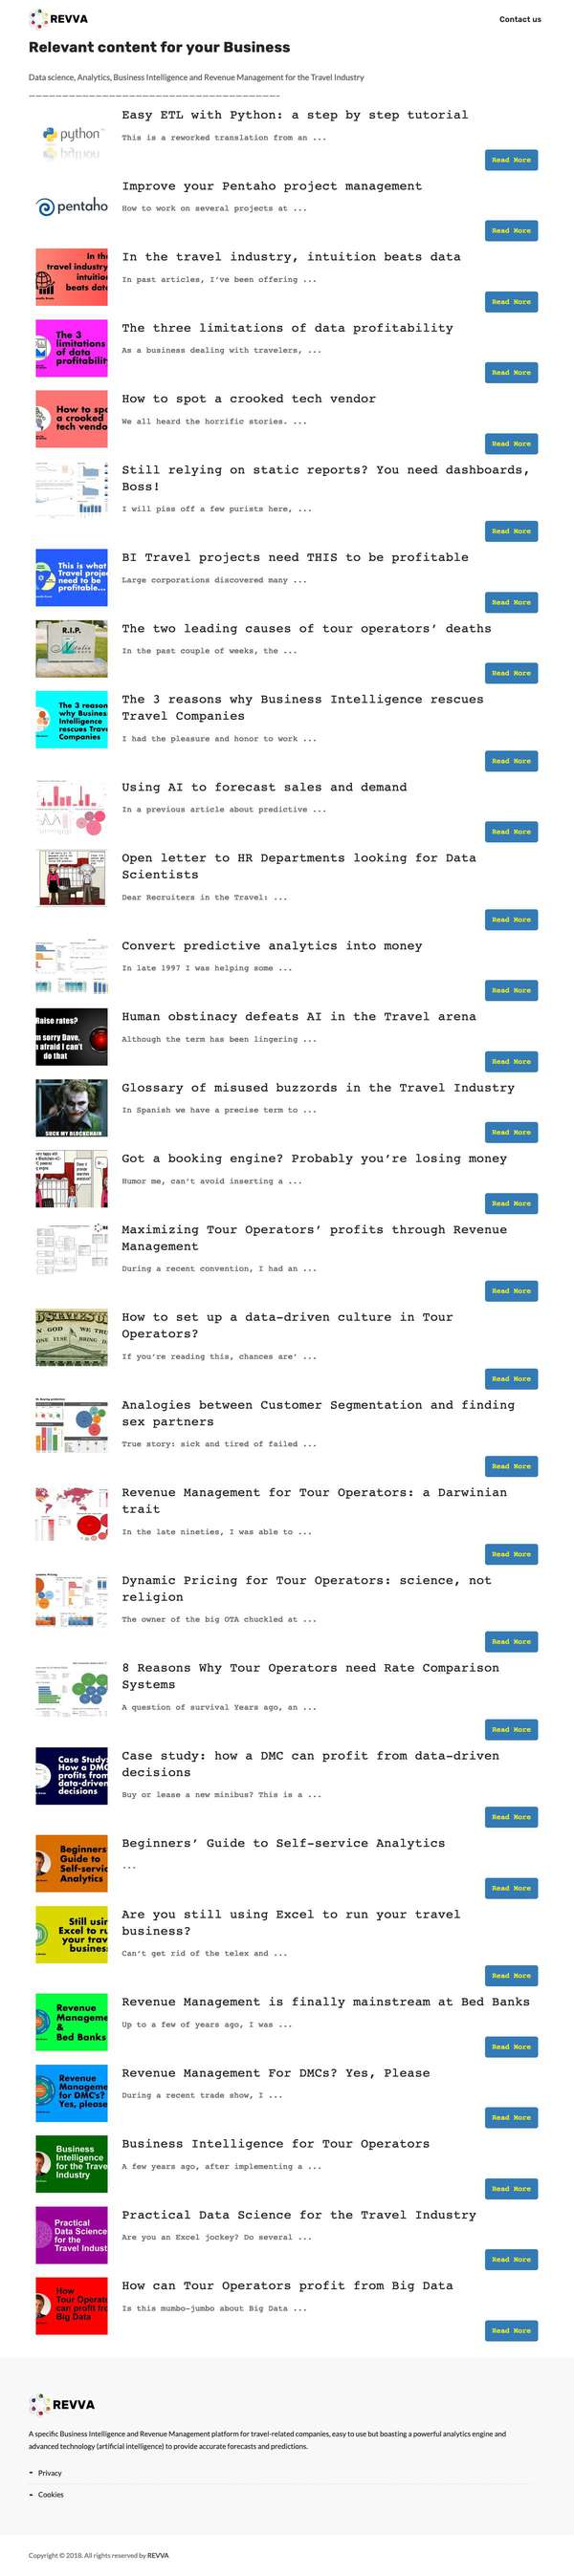 REVVA
Contact us
Relevant content for your Business
Data science, Analytics, Business Intelligence and Revenue Management for the Travel Industry
python
Easy ETL with Python: a step by step tutorial
This is a reworked translation from an ...
Read More
pentaho
Improve your Pentaho project management
How to work on several projects at ...
Read More
In the
travel industry
intuition
beats data
In the travel industry, intuition beats data
In past articles, I've been offering ...
Read More
The 3
limitations
of data
profitabilit
The three limitations of data profitability
As a business dealing with travelers, ...
Read More
How to spo
a crooked
tech vendo
How to spot a crooked tech vendor
We all heard the horrific stories. ...
Read More
Still relying on static reports? You need dashboards,
Boss!
I will piss off a few purists here, ...
Read More
This is what
Travel projec
need to be
profitable...
BI Travel projects need THIS to be profitable
Large corporations discovered many ...
Read More
R.I.P.
The two leading causes of tour operators' deaths
In the past couple of weeks, the ...
Read More
The 3 reason
why Busines
Intelligence
rescues Trave
Companies
The 3 reasons why Business Intelligence rescues
Travel Companies
I had the pleasure and honor to work ...
Read More
Using AI to forecast sales and demand
In a previous article about predictive ...
Read More
Open letter to HR Departments looking for Data
Scientists
Dear Recruiters in the Travel: ...
Read More
Convert predictive analytics into money
In late 1997 I was helping some ...
Read More
Raise rates?
m sorry Dave,
afraid I can't
do that
Human obstinacy defeats AI in the Travel arena
Although the term has been lingering ...
Read More
SUCK MY BLOCKCHAIN
Glossary of misused buzzords in the Travel Industry
In Spanish we have a precise term to ...
Read More
Got a booking engine? Probably you're losing money
Humor me, can't avoid inserting a ...
Read More
Maximizing Tour Operators' profits through Revenue
Management
During a recent convention, I had an ...
Read More
How to set up a data-driven culture in Tour
Operators?
If you're reading this, chances are' ...
Read More
Analogies between Customer Segmentation and finding
sex partners
True story: sick and tired of failed ...
Read More
Revenue Management for Tour Operators: a Darwinian
trait
In the late nineties, I was able to ...
Read More
Dynamic Pricing for Tour Operators: science, not
religion
The owner of the big OTA chuckled at ...
Read More
8 Reasons Why Tour Operators need Rate Comparison
Systems
A question of survival Years ago, an ...
Read More
Case Study:
How a DMC
profits from
data-driven
decisions
Case study: how a DMC can profit from data-driven
decisions
Buy or lease a new minibus? This is a ...
Read More
Beginners'
Guide to
Self-servic
Analytics
Beginners' Guide to Self-service Analytics
...
Read More
Still usin
Excel to ru
your trav
busines
Are you still using Excel to run your travel
business?
Can't get rid of the telex and ...
Read More
Revenue
Manageme
&
Bed Banks
Revenue Management is finally mainstream at Bed Banks
Up to a few of years ago, I was ...
Read More
Revenue
Manageme
for DMCs?
Yes, please
Revenue Management For DMCs? Yes, Please
During a recent trade show, I ...
Read More
Business
Intelligence
for the Trave
Industry
Business Intelligence for Tour Operators
A few years ago, after implementing a ...
Read More
Practical
Data Science
for the
Travel Indust
Practical Data Science for the Travel Industry
Are you an Excel jockey? Do several ...
Read More
How
Tour Operato
can profit fro
Big Data
How can Tour Operators profit from Big Data
Is this mumbo-jumbo about Big Data ...
Read More
REVVA
A specific Business Intelligence and Revenue Management platform for travel-related companies, easy to use but boasting a powerful analytics engine and
advanced technology (artificial intelligence) to provide accurate forecasts and predictions.
Privacy
Cookies
Copyright © 2018. All rights reserved by REVVA